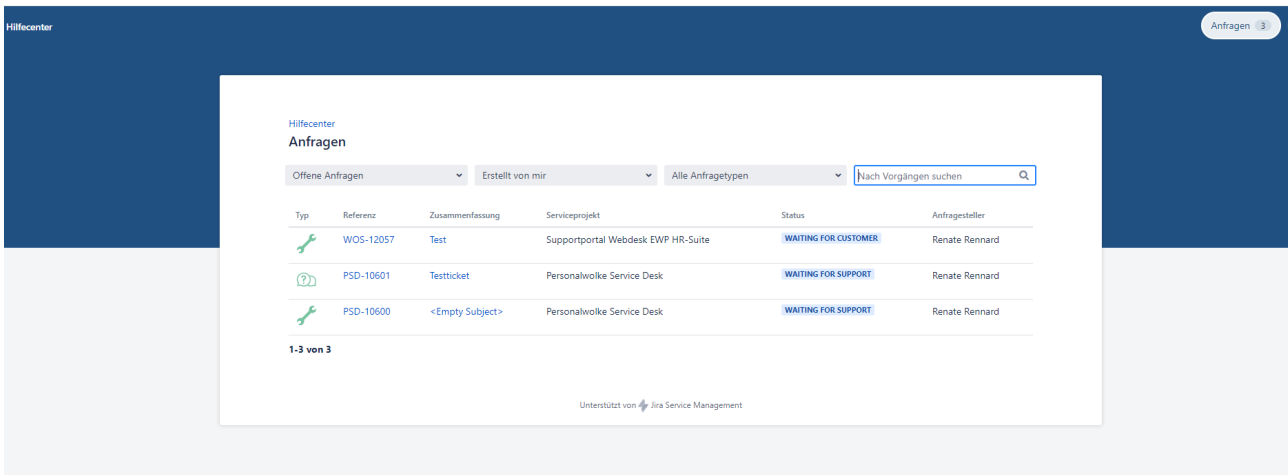 Hilfecenter
Anfragen 3
Hilfecenter
Anfragen
Offene Anfragen Erstellt von mir Alle Anfragetypen Nach Vorgängen suchen
Typ Referenz Zusammenfassung Serviceprojekt Status Anfragesteller
WOS-12057 Test Supportportal Webdesk EWP HR-Suite WAITING FOR CUSTOMER Renate Rennard
PSD-10601 Testticket Personalwolke Service Desk WAITING FOR SUPPORT Renate Rennard
PSD-10600 <Empty Subject> Personalwolke Service Desk WAITING FOR SUPPORT Renate Rennard
1-3 von 3
Unterstützt von Jira Service Management